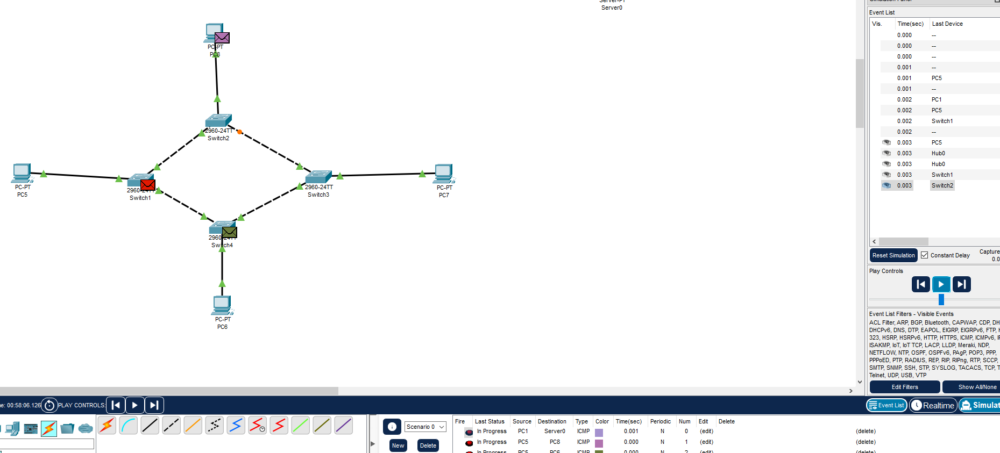 Server-PT
Server0
PC-PT
PC8
2960-24TT
Switch2
PC-PT
PC5
Switch1
2960-24TT
Switch3
PC-PT
PC7
Switch4
PC-PT
PC6
Simulation Panel
Event List
Vis. Time(sec) Last Device
0.000 --
0.000 --
0.000 --
0.001 --
0.001 PC5
0.001 --
0.002 PC1
0.002 PC5
0.002 Switch1
0.002 --
0.003 PC5
0.003 Hub0
0.003 Hub0
0.003 Switch1
0.003 Switch2
Reset Simulation Constant Delay Capture
0.0
Play Controls
Event List Filters - Visible Events
ACL Filter, ARP, BGP, Bluetooth, CAPWAP, CDP, DH
DHCPv6, DNS, DTP, EAPOL, EIGRP, EIGRPv6, FTP, H
323, HSRP, HSRPv6, HTTP, HTTPS, ICMP, ICMPv6, IP
ISAKMP, IoT, IoT TCP, LACP, LLDP, Meraki, NDP,
NETFLOW, NTP, OSPF, OSPFv6, PAgP, POP3, PPP,
PPPoED, PTP, RADIUS, REP, RIP, RIPng, RTP, SCCP,
SMTP, SNMP, SSH, STP, SYSLOG, TACACS, TCP, T
Telnet, UDP, USB, VTP
Edit Filters Show All/None
e: 00:58:06.126 PLAY CONTROLS:
Event List Realtime Simulat
Scenario 0
New Delete
Fire Last Status Source Destination Type Color Time(sec) Periodic Num Edit Delete
In Progress PC1 Server0 ICMP 0.001 N 0 (edit) (delete)
In Progress PC5 PC8 ICMP 0.000 N 1 (edit) (delete)
In Progress PC5 PC6 ICMP 0.000 N 2 (edit) (delete)